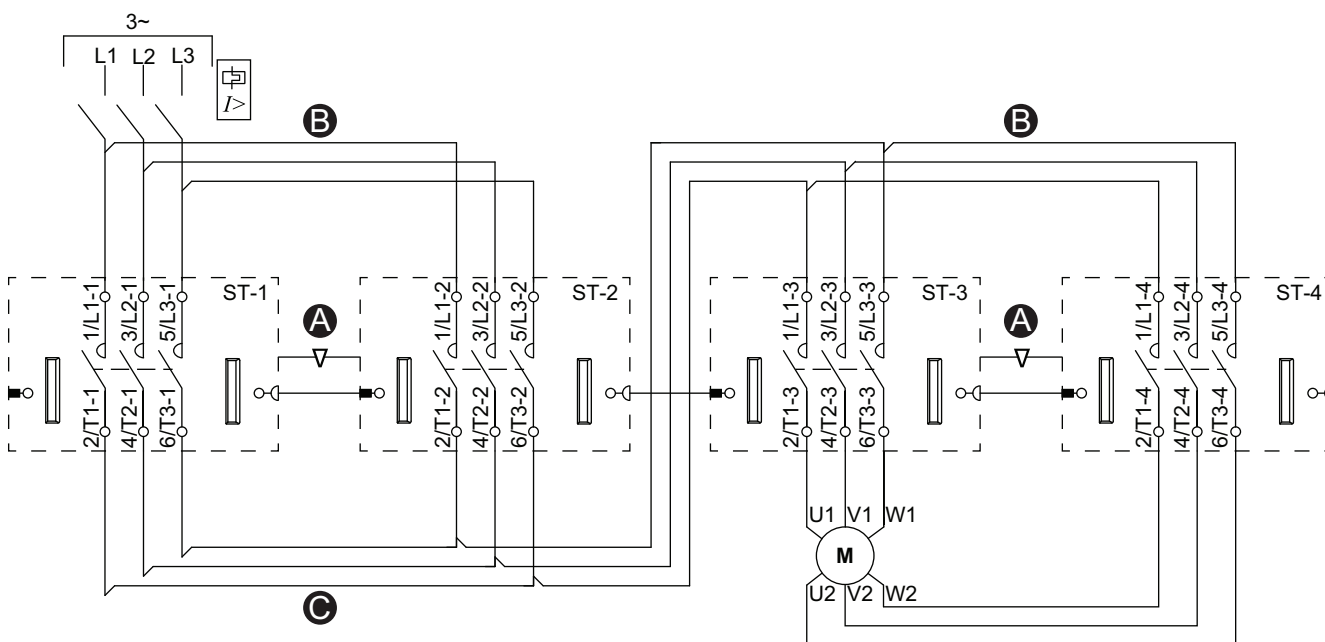 3~
L1 L2 L3
I>
B
B
ST-1
ST-2
ST-3
ST-4
1/L1-1
3/L2-1
5/L3-1
1/L1-2
3/L2-2
5/L3-2
1/L1-3
3/L2-3
5/L3-3
1/L1-4
3/L2-4
5/L3-4
A
A
2/T1-1
4/T2-1
6/T3-1
2/T1-2
4/T2-2
6/T3-2
2/T1-3
4/T2-3
6/T3-3
2/T1-4
4/T2-4
6/T3-4
U1 V1 W1
M
U2 V2 W2
C